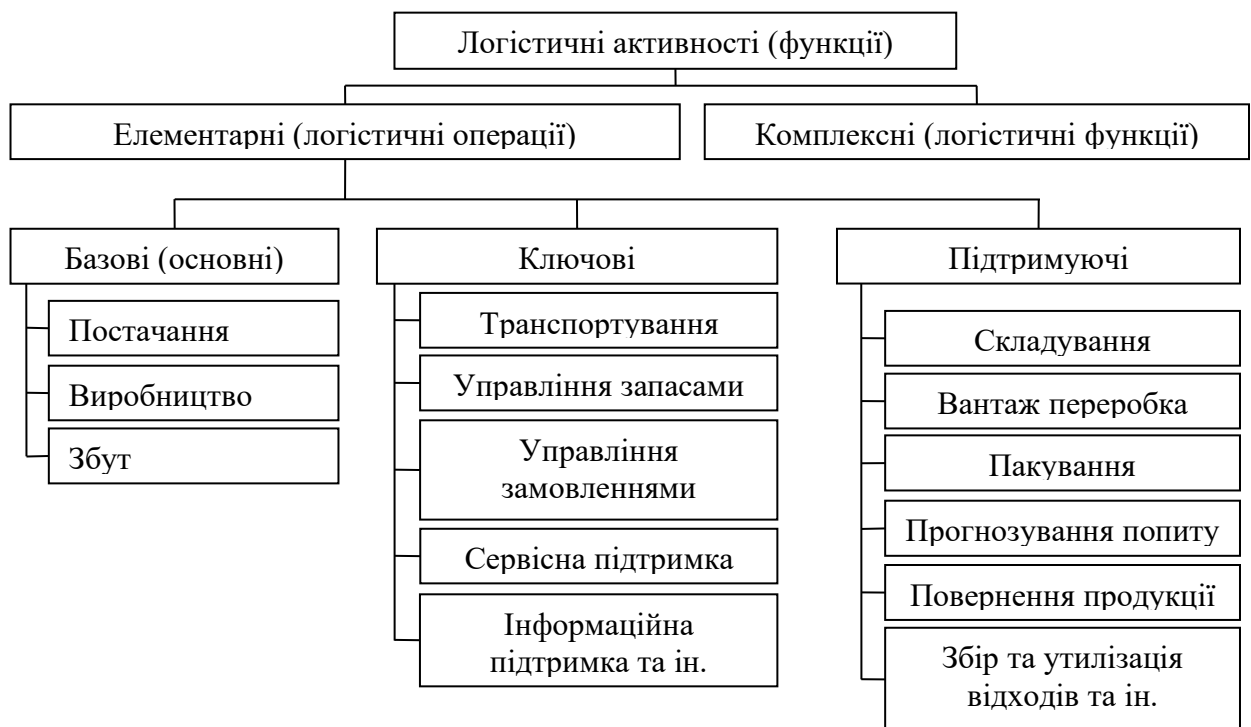 Логістичні активності (функції)
Елементарні (логістичні операції)
Комплексні (логістичні функції)
Базові (основні)
Постачання
Виробництво
Збут
Ключові
Транспортування
Управління запасами
Управління
замовленнями
Сервісна підтримка
Інформаційна
підтримка та ін.
Підтримуючі
Складування
Вантаж переробка
Пакування
Прогнозування попиту
Повернення продукції
Збір та утилізація
відходів та ін.